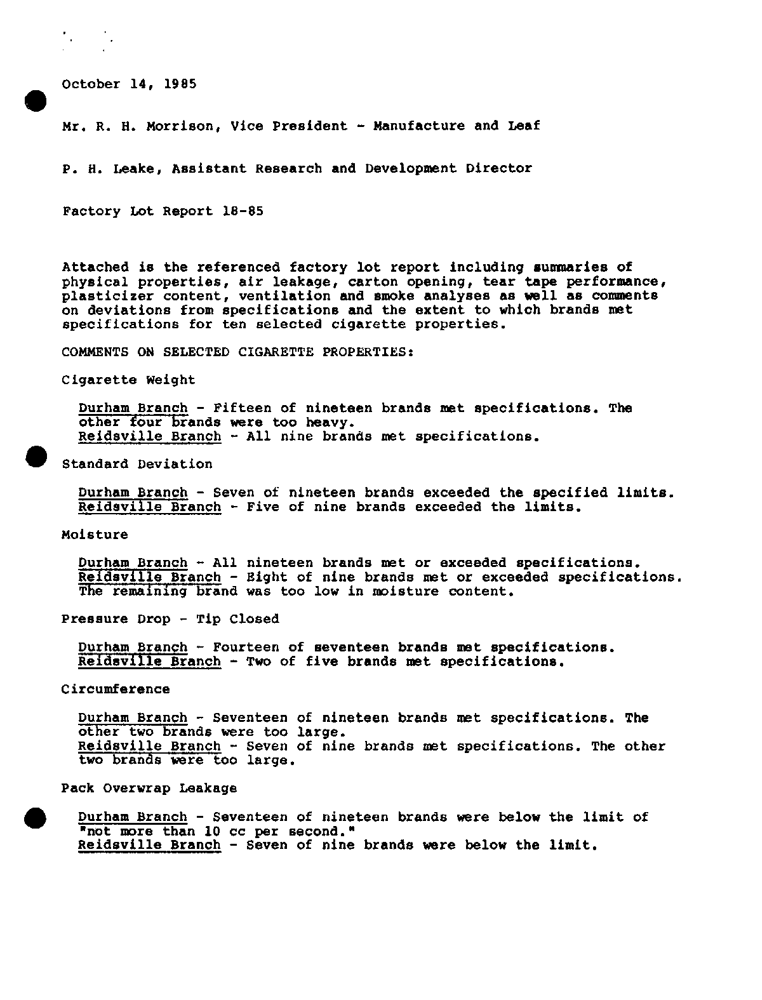 October 14, 1985
Mr. R. H. Morrison, Vice President - Manufacture and Leaf
P. H. Leake, Assistant Research and Development Director
Factory Lot Report 18-85
Attached is the referenced factory lot report including summaries of
physical properties, air leakage, carton opening, tear tape performance,
plasticizer content, ventilation and smoke analyses as well as comments
on deviations from specifications and the extent to which brands met
specifications for ten selected cigarette properties.
COMMENTS ON SELECTED CIGARETTE PROPERTIES:
Cigarette Weight
Durham Branch - Fifteen of nineteen brands met specifications. The
other four brands were too heavy.
Reidsville Branch - All nine brands met specifications.
Standard Deviation
Durham Branch - Seven of nineteen brands exceeded the specified limits.
Reidsville Branch - Five of nine brands exceeded the limits.
Moisture
Durham Branch - All nineteen brands met or exceeded specifications.
Reidsville Branch - Eight of nine brands met or exceeded specifications.
The remaining brand was too low in moisture content.
Pressure Drop - Tip Closed
Durham Branch - Fourteen of seventeen brands met specifications.
Reidsville Branch - Two of five brands met specifications.
Circumference
Durham Branch - Seventeen of nineteen brands met specifications. The
other two brands were too large.
Reidsville Branch - Seven of nine brands met specifications. The other
two brands were too large.
Pack Overwrap Leakage
Durham Branch - Seventeen of nineteen brands were below the limit of
"not more than 10 cc per second."
Reidsville Branch - Seven of nine brands were below the limit.